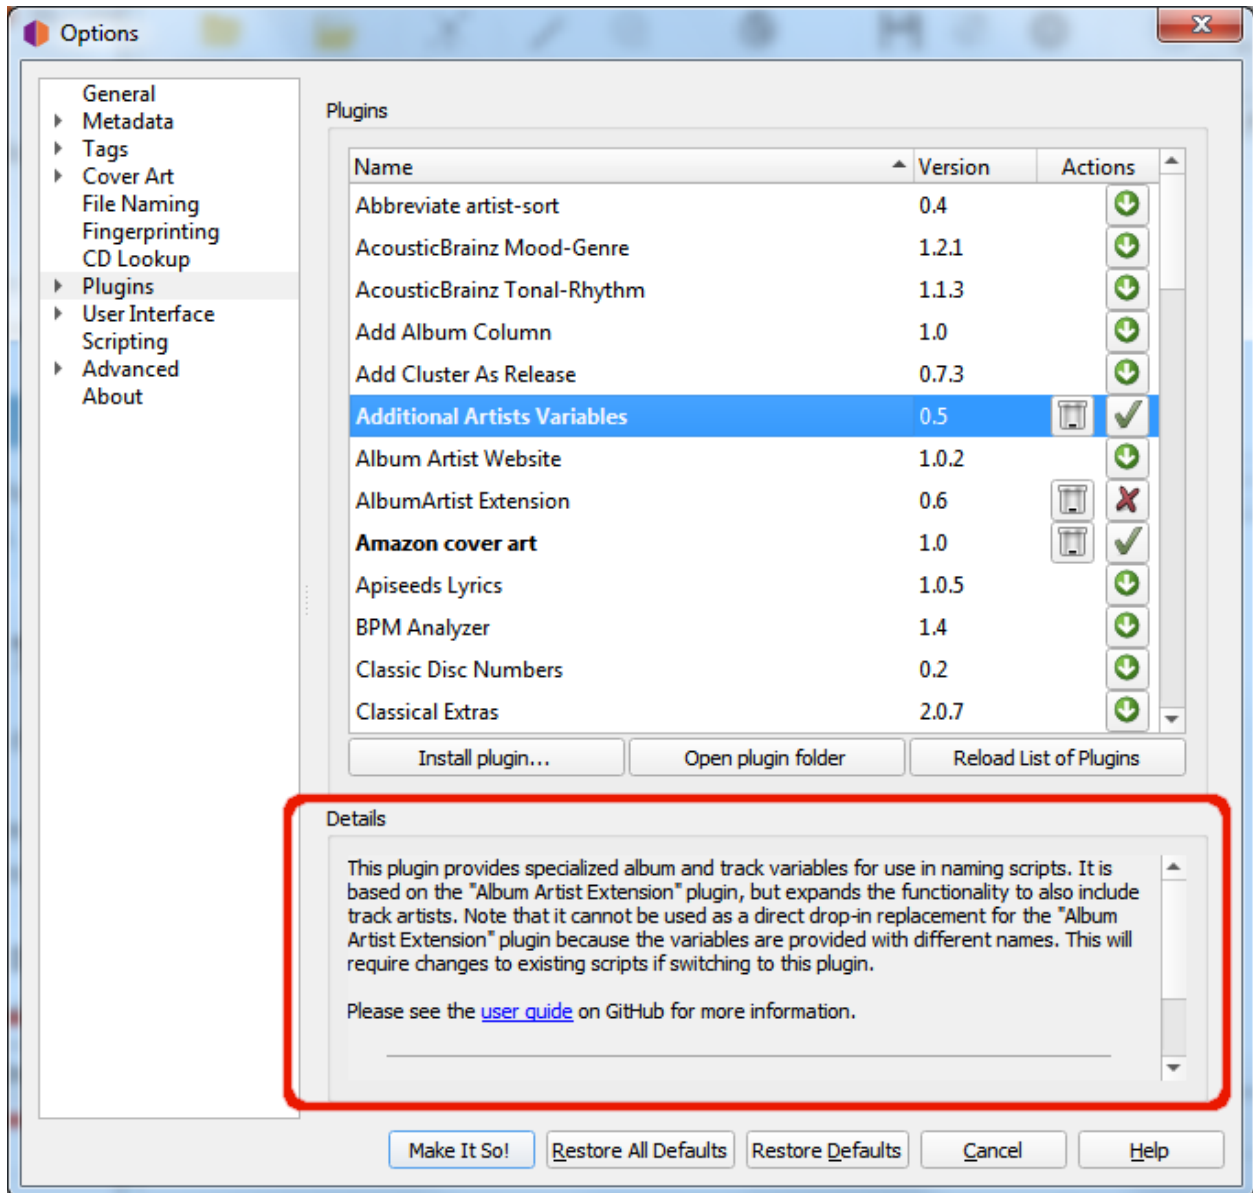 Options
General
Metadata
Tags
Cover Art
File Naming
Fingerprinting
CD Lookup
Plugins
User Interface
Scripting
Advanced
About
Plugins
Name Version Actions
Abbreviate artist-sort 0.4
AcousticBrainz Mood-Genre 1.2.1
AcousticBrainz Tonal-Rhythm 1.1.3
Add Album Column 1.0
Add Cluster As Release 0.7.3
Additional Artists Variables 0.5
Album Artist Website 1.0.2
AlbumArtist Extension 0.6
Amazon cover art 1.0
Apiseeds Lyrics 1.0.5
BPM Analyzer 1.4
Classic Disc Numbers 0.2
Classical Extras 2.0.7
Install plugin... Open plugin folder Reload List of Plugins
Details
This plugin provides specialized album and track variables for use in naming scripts. It is
based on the "Album Artist Extension" plugin, but expands the functionality to also include
track artists. Note that it cannot be used as a direct drop-in replacement for the "Album
Artist Extension" plugin because the variables are provided with different names. This will
require changes to existing scripts if switching to this plugin.
Please see the user guide on GitHub for more information.
Make It So! Restore All Defaults Restore Defaults Cancel Help